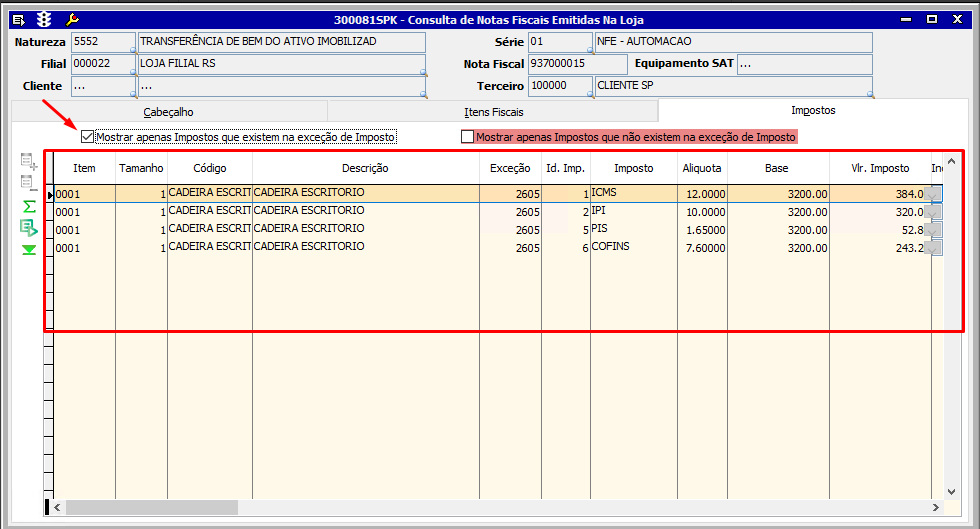 300081SPK - Consulta de Notas Fiscais Emitidas Na Loja
Natureza 5552 TRANSFERÊNCIA DE BEM DO ATIVO IMOBILIZAD Série 01 NFE - AUTOMACAO
Filial 000022 LOJA FILIAL RS Nota Fiscal 937000015 Equipamento SAT ...
Cliente ... ... Terceiro 100000 CLIENTE SP
Cabeçalho Itens Fiscais Impostos
Mostrar apenas Impostos que existem na exceção de Imposto Mostrar apenas Impostos que não existem na exceção de Imposto
Item Tamanho Código Descrição Exceção Id. Imp. Imposto Aliquota Base Vlr. Imposto In
0001 1 CADEIRA ESCRIT CADEIRA ESCRITORIO 2605 1 ICMS 12.0000 3200.00 384.0
0001 1 CADEIRA ESCRIT CADEIRA ESCRITORIO 2605 2 IPI 10.0000 3200.00 320.0
0001 1 CADEIRA ESCRIT CADEIRA ESCRITORIO 2605 5 PIS 1.65000 3200.00 52.8
0001 1 CADEIRA ESCRIT CADEIRA ESCRITORIO 2605 6 COFINS 7.60000 3200.00 243.2